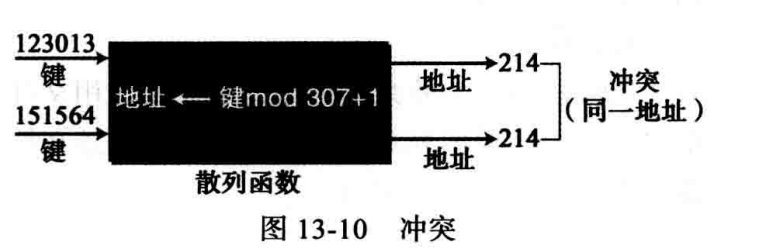 123013
键
地址 ← 键mod 307+1
151564
键
地址
214
地址
214
冲突
（同一地址）
散列函数
图 13-10 冲突